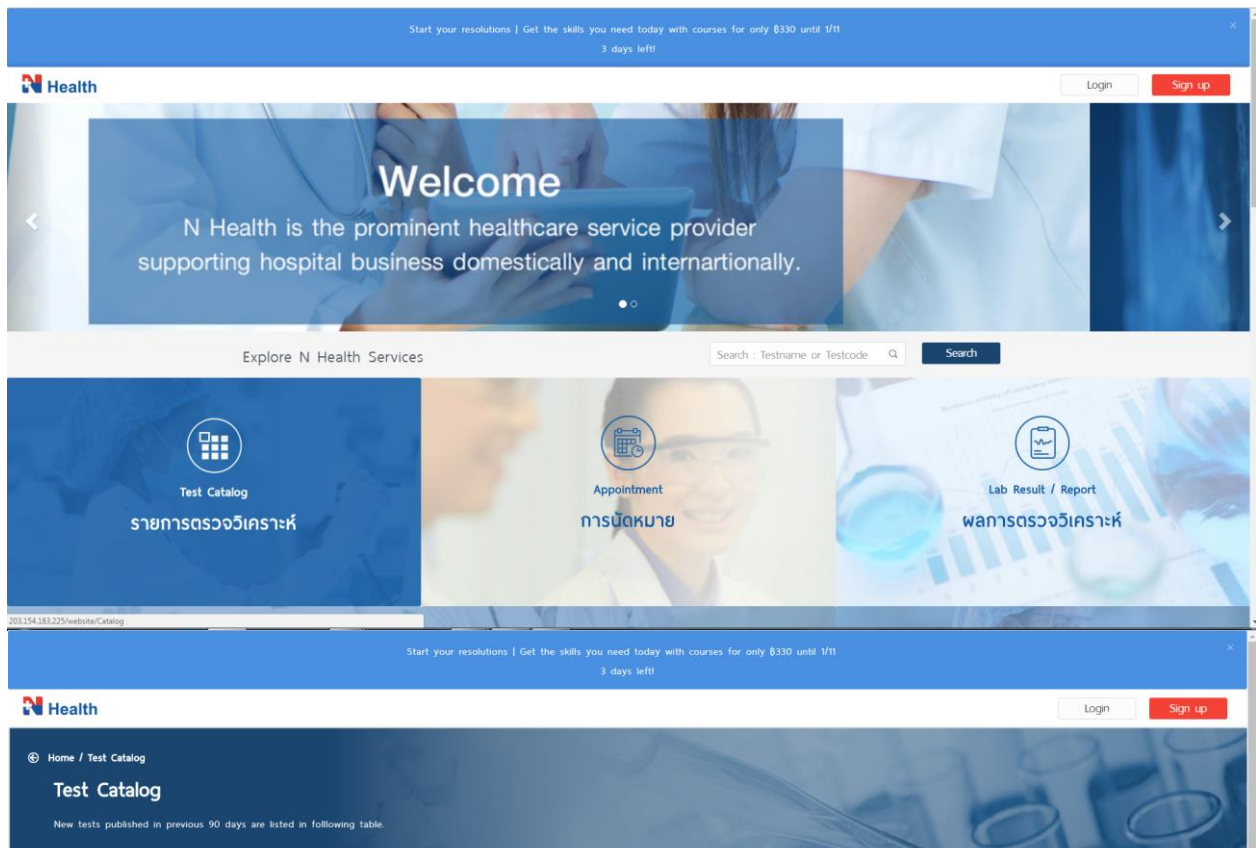 Start your resolutions | Get the skills you need today with courses for only ฿330 until 1/11
3 days left!
N Health
Login
Sign up
Welcome
N Health is the prominent healthcare service provider
supporting hospital business domestically and internartionally.
Explore N Health Services
Search : Testname or Testcode
Search
Test Catalog
รายการตรวจวิเคราะห์
Appointment
การนัดหมาย
Lab Result / Report
ผลการตรวจวิเคราะห์
203.154.183.225/website/Catalog
Start your resolutions | Get the skills you need today with courses for only ฿330 until 1/11
3 days left!
N Health
Login
Sign up
Home / Test Catalog
Test Catalog
New tests published in previous 90 days are listed in folllowing table.